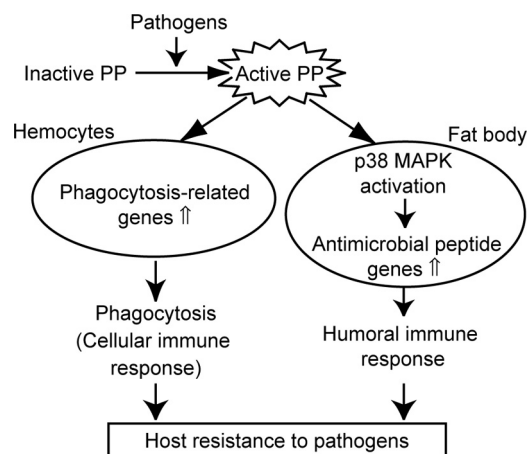 Pathogens
Inactive PP
Active PP
Hemocytes
Fat body
Phagocytosis-related
genes ⇑
p38 MAPK
activation
Antimicrobial peptide
genes ⇑
Phagocytosis
(Cellular immune
response)
Humoral immune
response
Host resistance to pathogens